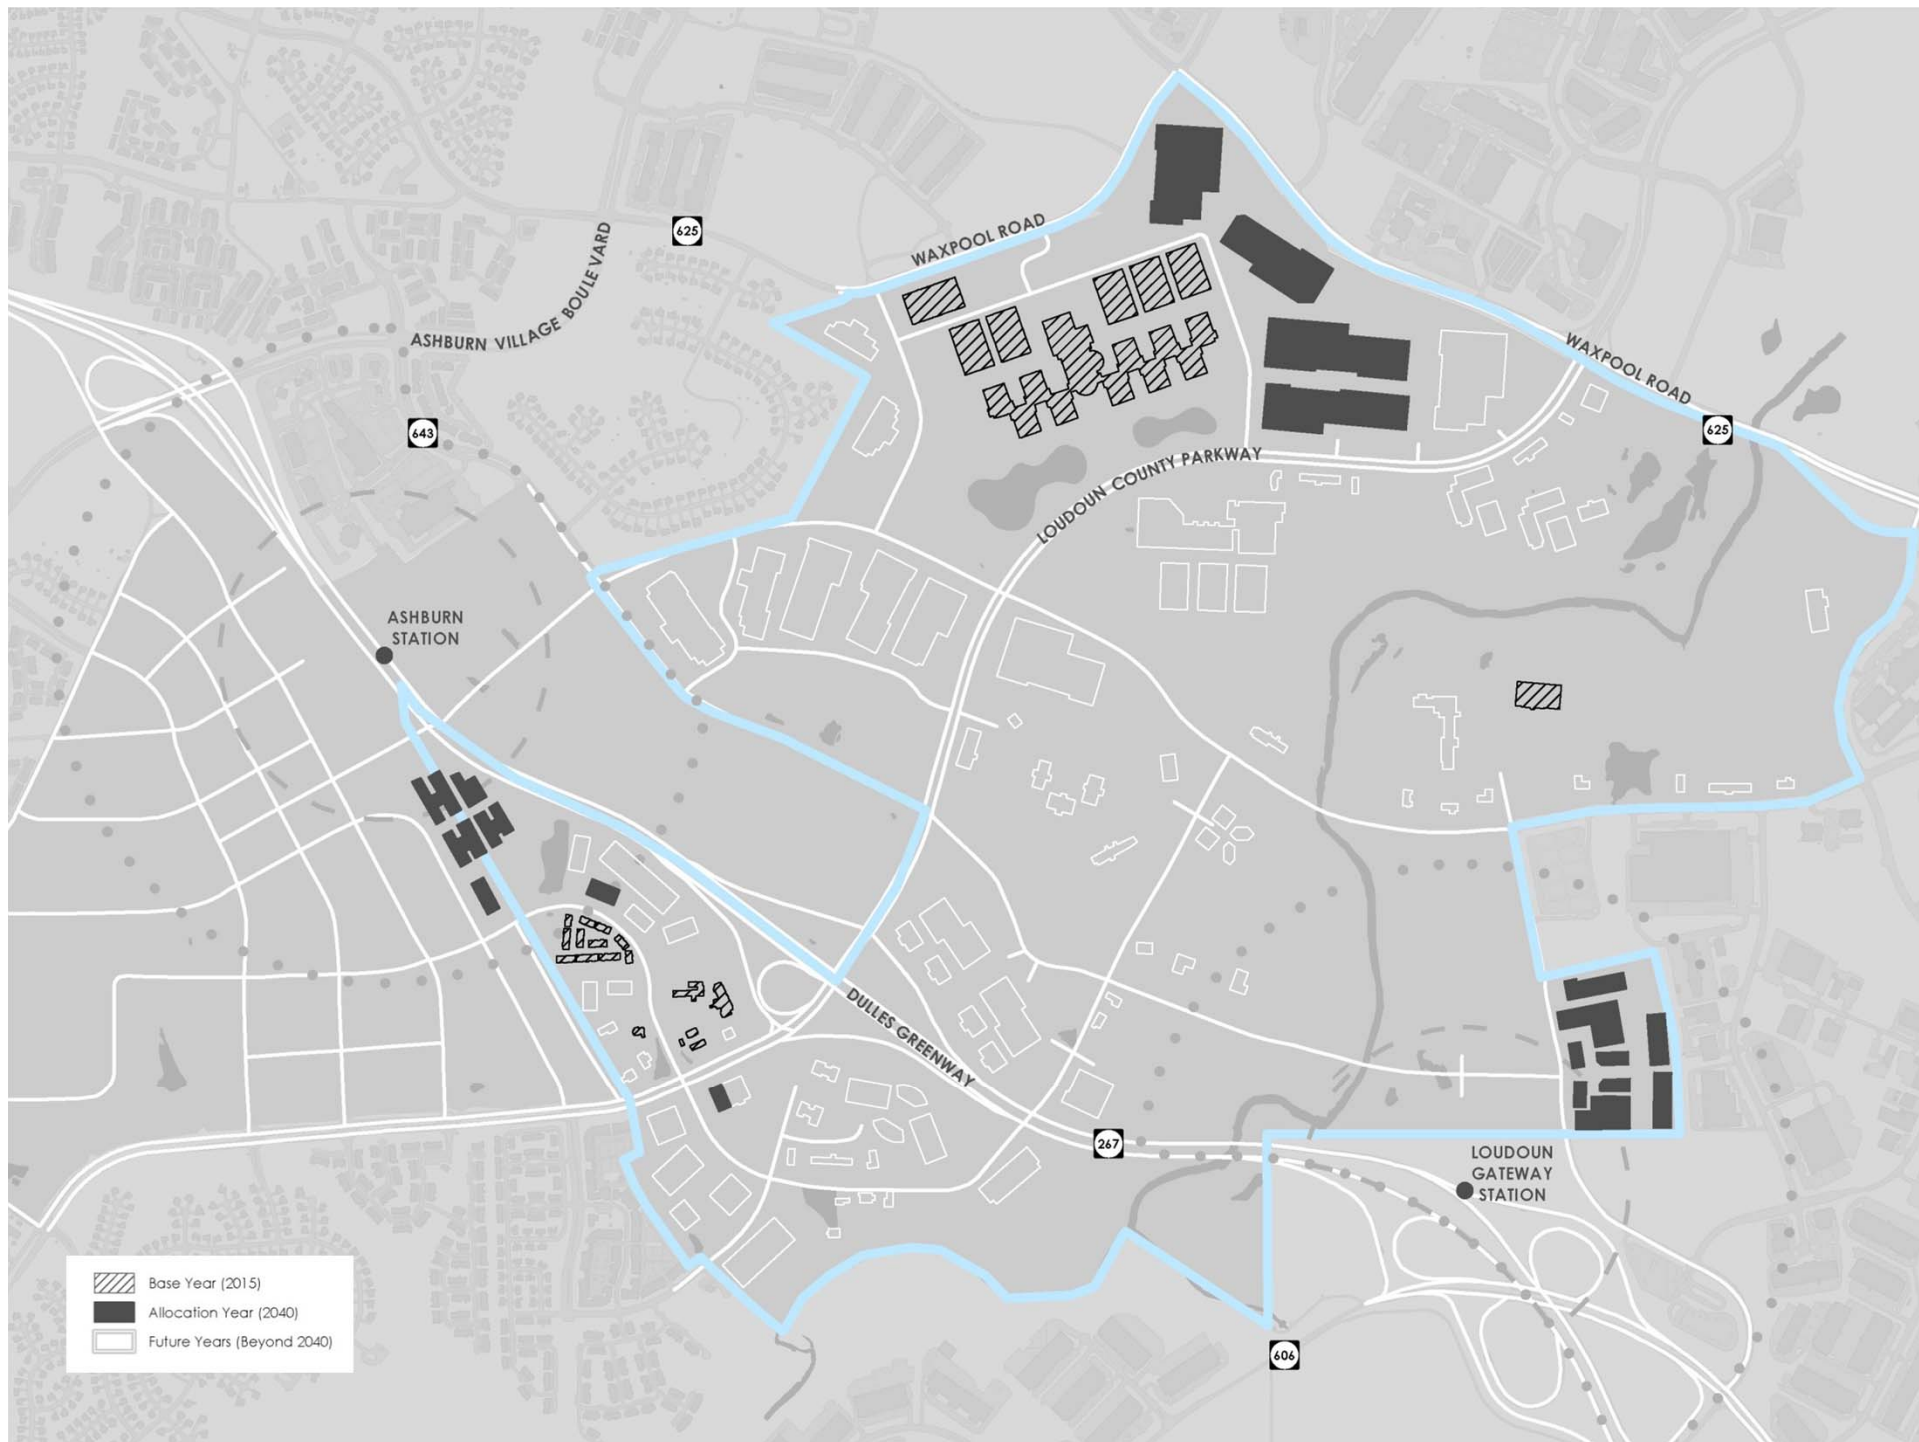 WAXPOOL ROAD
625
ASHBURN VILLAGE BOULEVARD
WAXPOOL ROAD
625
643
LOUDOUN COUNTY PARKWAY
ASHBURN
STATION
DULLES GREENWAY
267
LOUDOUN
GATEWAY
STATION
606
Base Year (2015)
Allocation Year (2040)
Future Years (Beyond 2040)